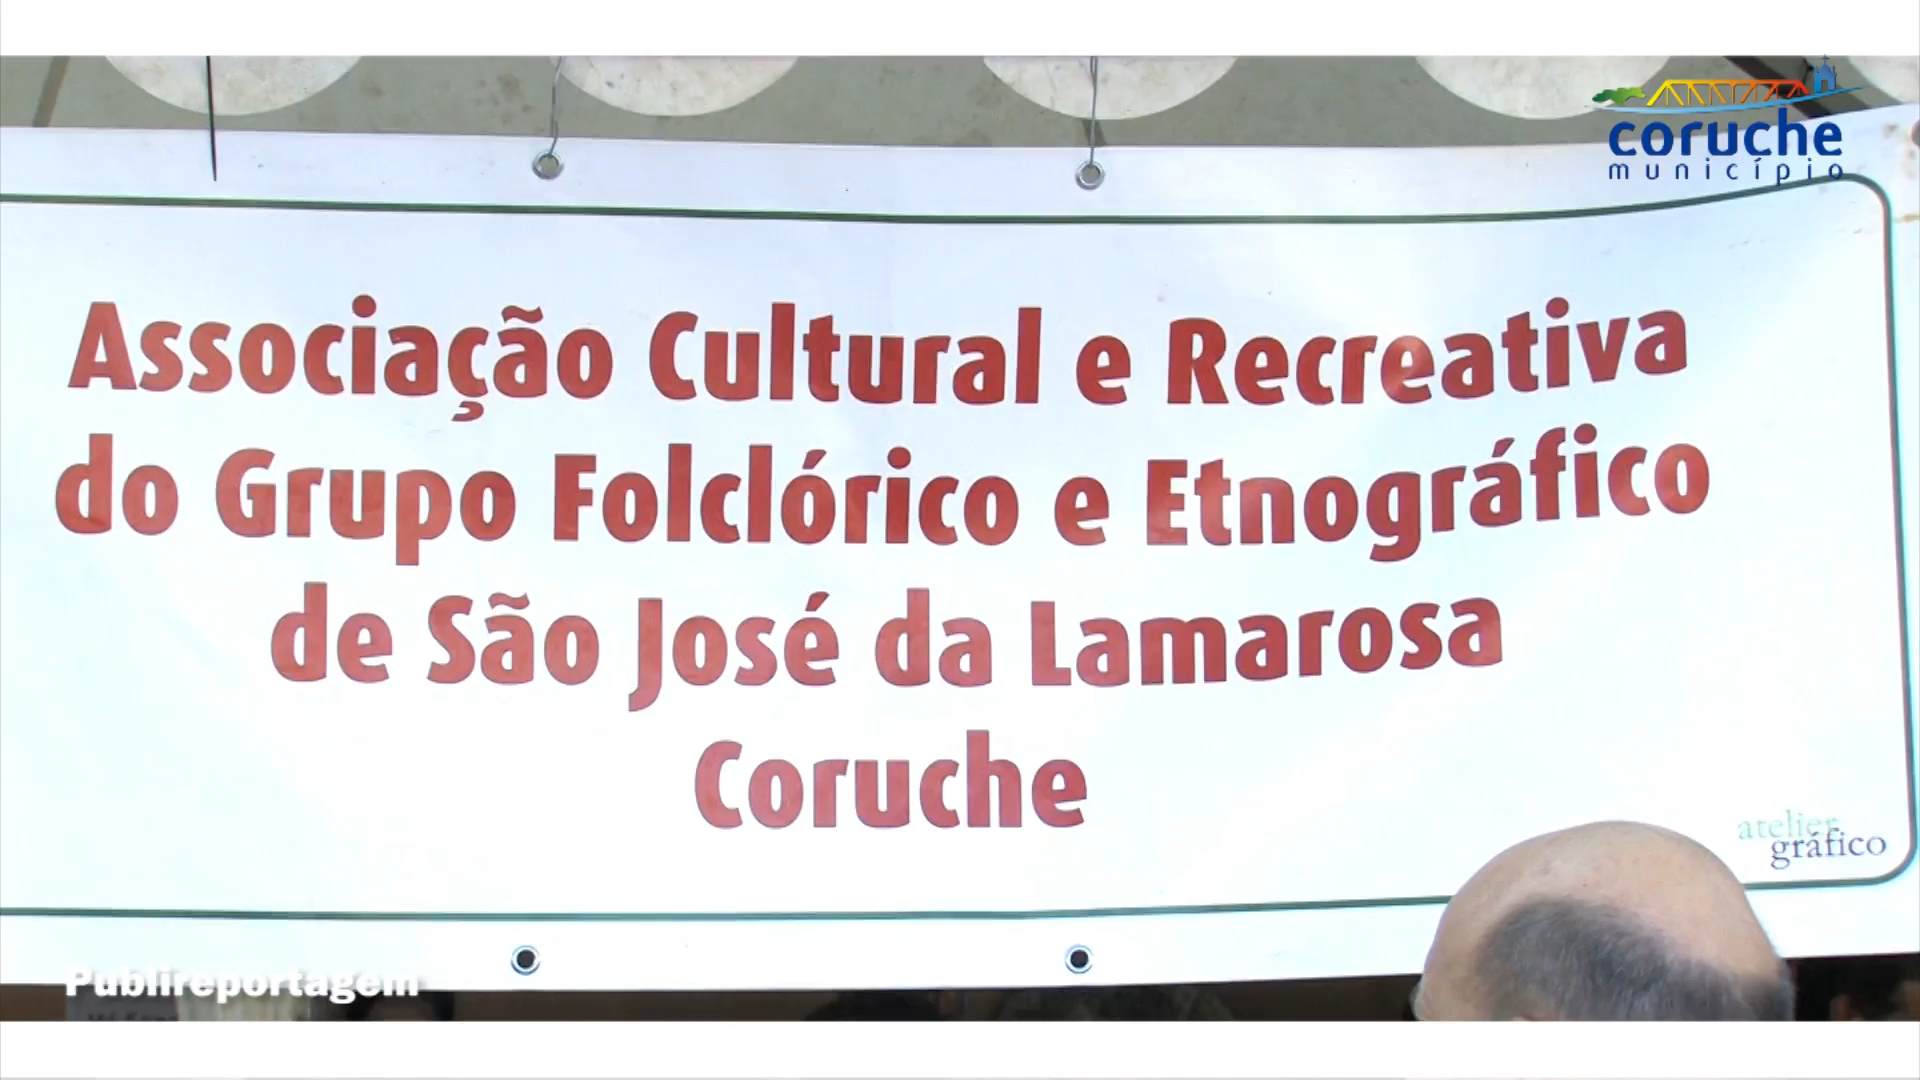 coruche
município
Associação Cultural e Recreativa
do Grupo Folclórico e Etnográfico
de São José da Lamarosa
Coruche
atelier
gráfico
Publireportagem